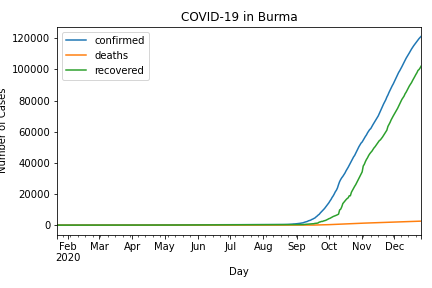 COVID-19 in Burma
confirmed
deaths
recovered
120000
100000
80000
60000
40000
20000
0
Number of Cases
Feb Mar Apr May Jun Jul Aug Sep Oct Nov Dec
2020
Day